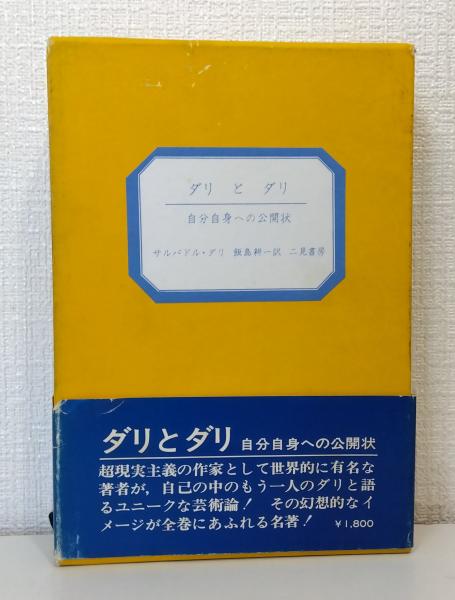 ダリ と ダリ
自分自身への公開状
サルバドル・ダリ 飯島耕一訳 二見書房
ダリとダリ 自分自身への公開状
超現実主義の作家として世界的に有名な
著者が，自己の中のもう一人のダリと語
るユニークな芸術論！ その幻想的なイ
メージが全巻にあふれる名著！ ¥1,800